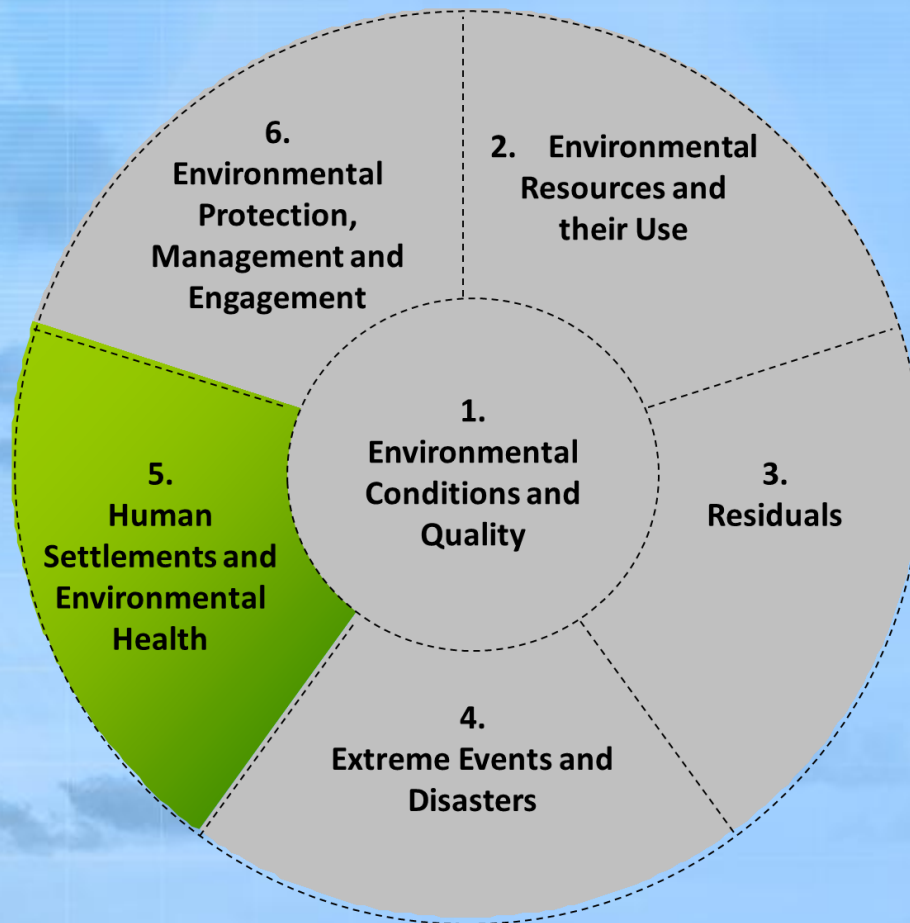 1.
Environmental
Conditions and
Quality
2. Environmental
Resources and
their Use
3.
Residuals
4.
Extreme Events and
Disasters
5.
Human
Settlements and
Environmental
Health
6.
Environmental
Protection,
Management and
Engagement